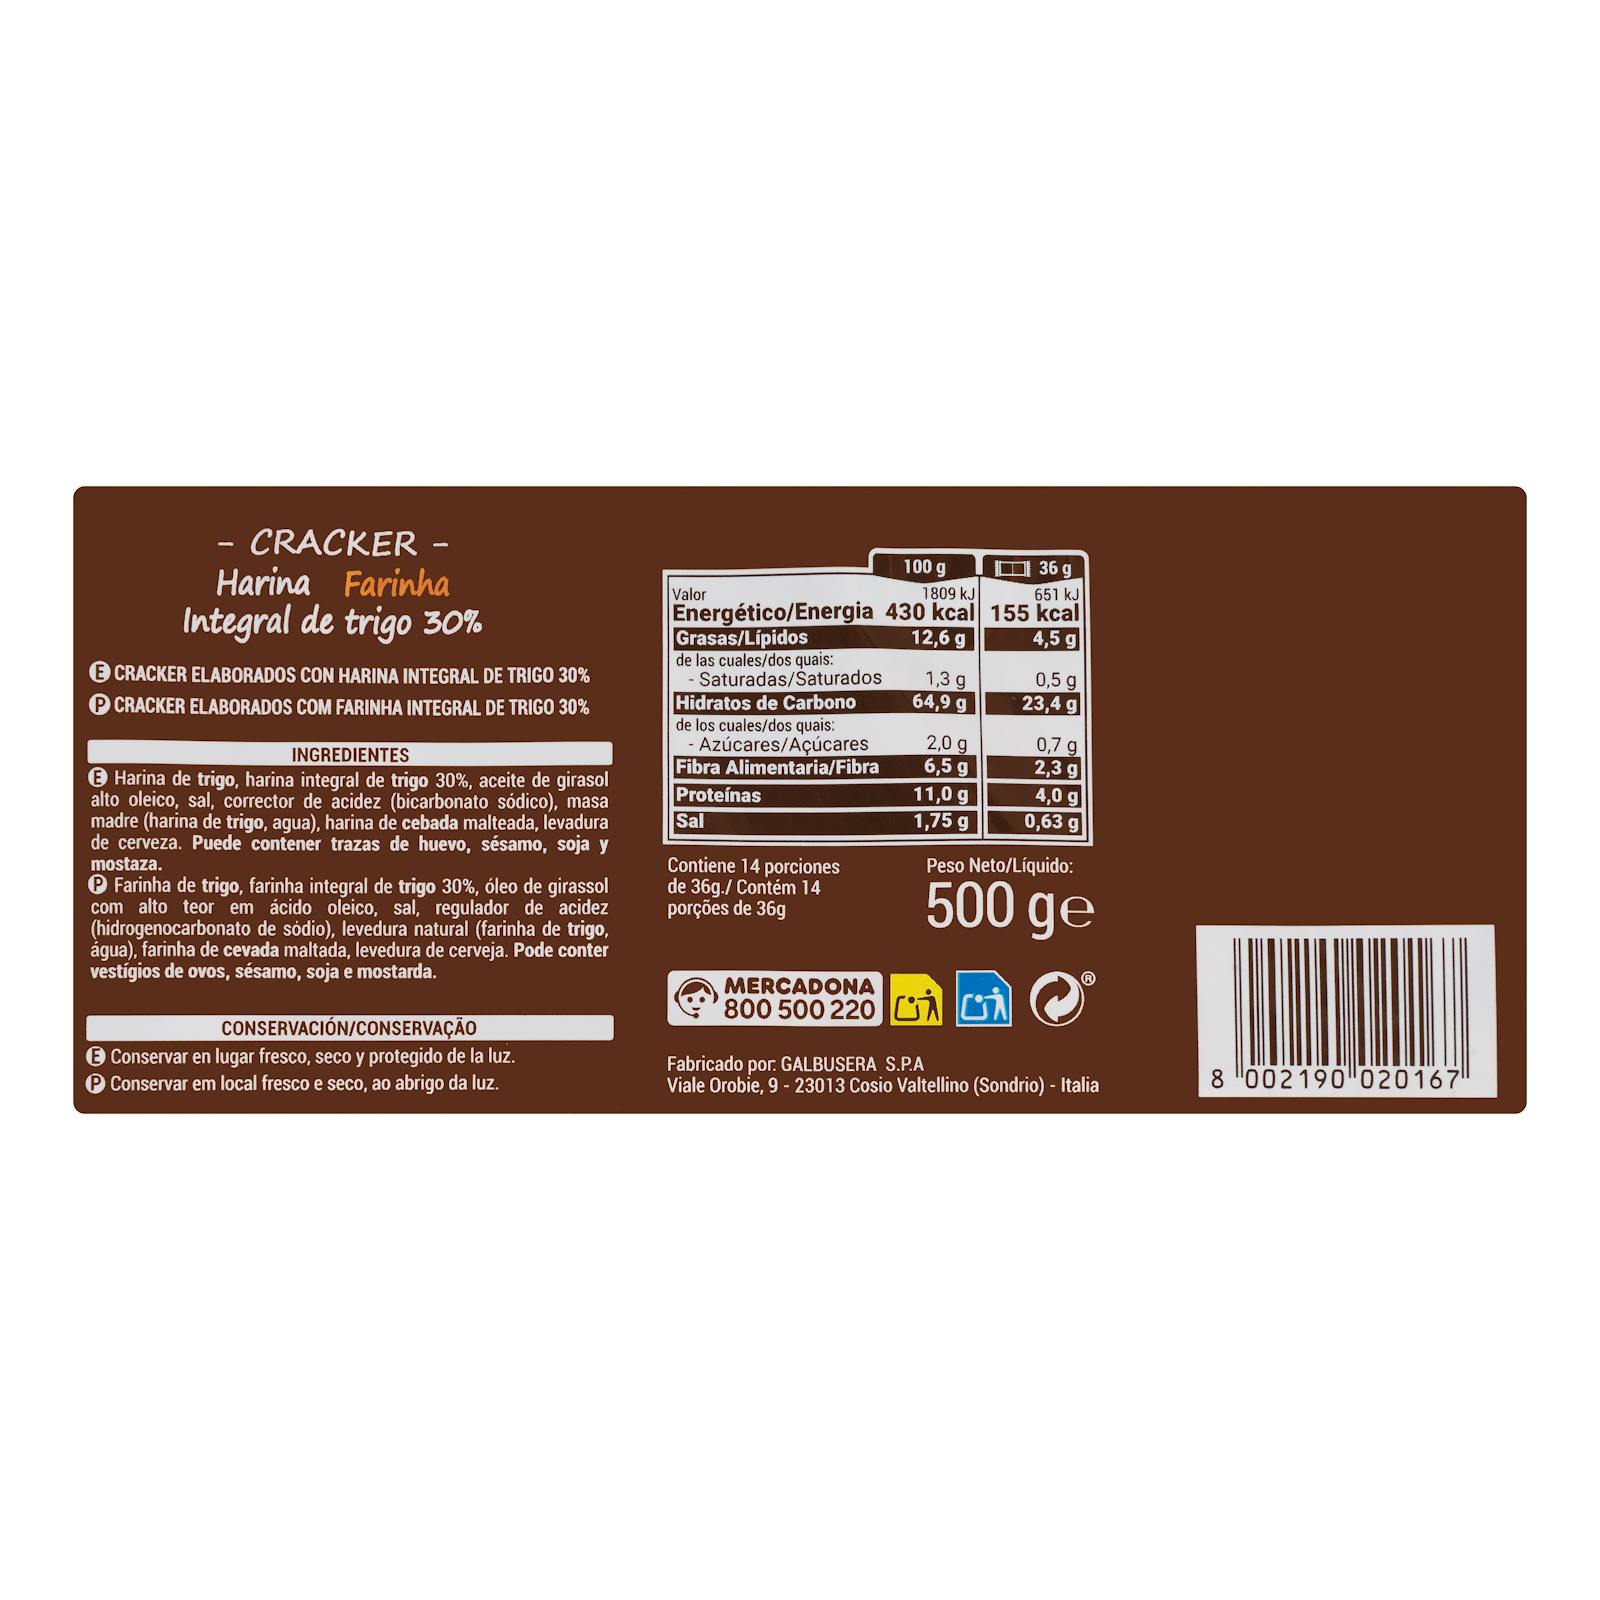 - CRACKER -
Harina Farinha
Integral de trigo 30%
E CRACKER ELABORADOS CON HARINA INTEGRAL DE TRIGO 30%
P CRACKER ELABORADOS COM FARINHA INTEGRAL DE TRIGO 30%
INGREDIENTES
E Harina de trigo, harina integral de trigo 30%, aceite de girasol
alto oleico, sal, corrector de acidez (bicarbonato sódico), masa
madre (harina de trigo, agua), harina de cebada malteada, levadura
de cerveza. Puede contener trazas de huevo, sésamo, soja y
mostaza.
P Farinha de trigo, farinha integral de trigo 30%, óleo de girassol
com alto teor em ácido oleico, sal, regulador de acidez
(hidrogenocarbonato de sódio), levedura natural (farinha de trigo,
água), farinha de cevada maltada, levedura de cerveja. Pode conter
vestígios de ovos, sésamo, soja e mostarda.
CONSERVACIÓN/CONSERVAÇÃO
E Conservar en lugar fresco, seco y protegido de la luz.
P Conservar em local fresco e seco, ao abrigo da luz.
100 g 36 g
Valor 1809 kJ 651 kJ
Energético/Energia 430 kcal 155 kcal
Grasas/Lípidos 12,6 g 4,5 g
de las cuales/dos quais:
- Saturadas/Saturados 1,3 g 0,5 g
Hidratos de Carbono 64,9 g 23,4 g
de los cuales/dos quais:
- Azúcares/Açúcares 2,0 g 0,7 g
Fibra Alimentaria/Fibra 6,5 g 2,3 g
Proteínas 11,0 g 4,0 g
Sal 1,75 g 0,63 g
Contiene 14 porciones
de 36g./ Contém 14
porções de 36g
Peso Neto/Líquido:
500 g e
MERCADONA
800 500 220
®
Fabricado por: GALBUSERA S.P.A
Viale Orobie, 9 - 23013 Cosio Valtellino (Sondrio) - Italia
8 002190 020167